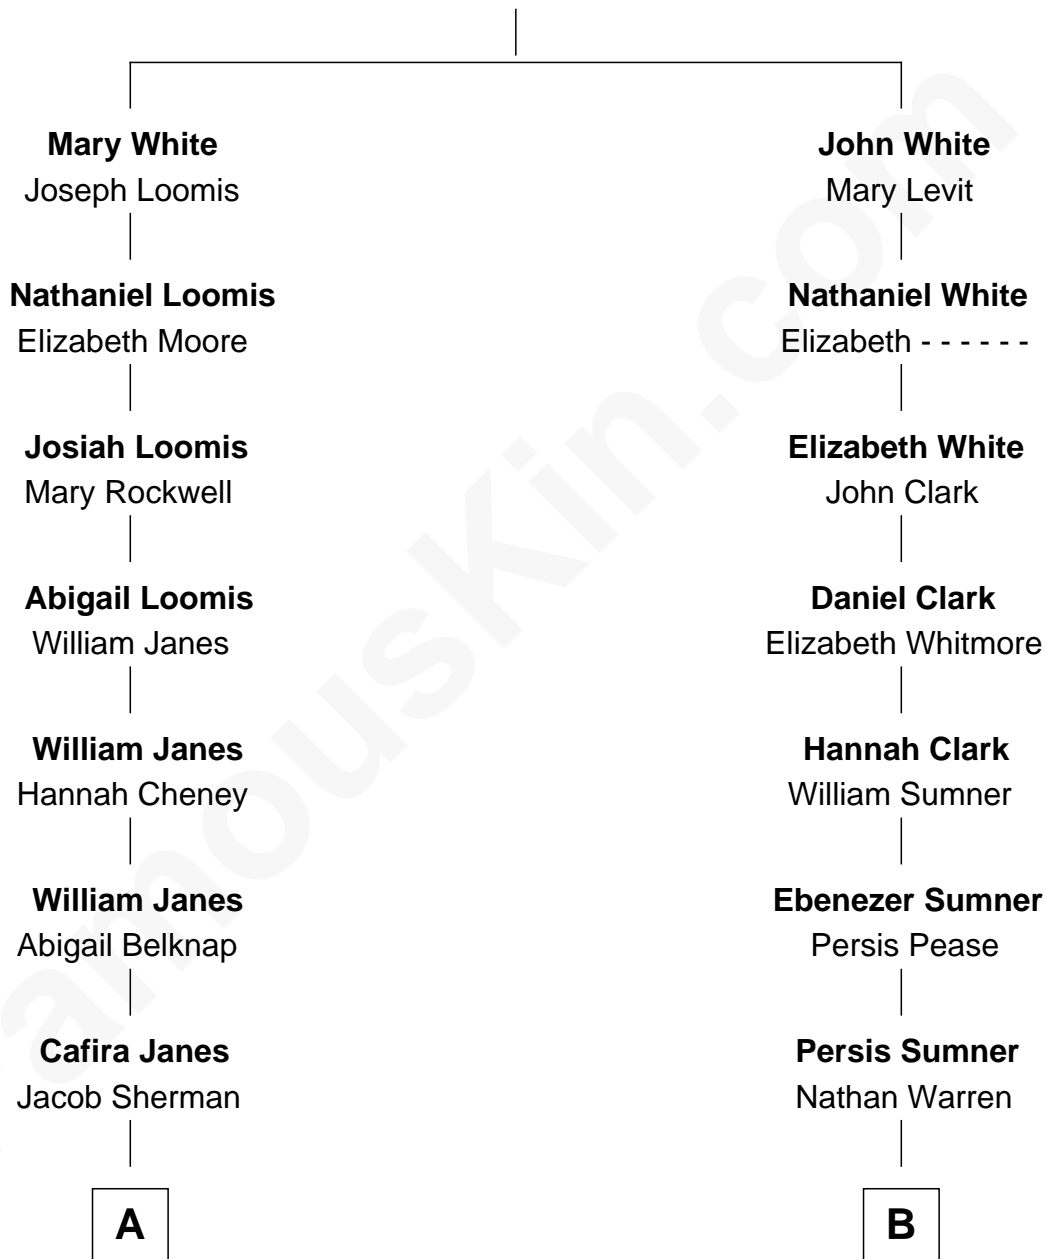 Mary White
Joseph Loomis
Nathaniel Loomis
Elizabeth Moore
Josiah Loomis
Mary Rockwell
Abigail Loomis
William Janes
William Janes
Hannah Cheney
William Janes
Abigail Belknap
Cafira Janes
Jacob Sherman
A
John White
Mary Levit
Nathaniel White
Elizabeth - - - - - -
Elizabeth White
John Clark
Daniel Clark
Elizabeth Whitmore
Hannah Clark
William Sumner
Ebenezer Sumner
Persis Pease
Persis Sumner
Nathan Warren
B
amousKin.com